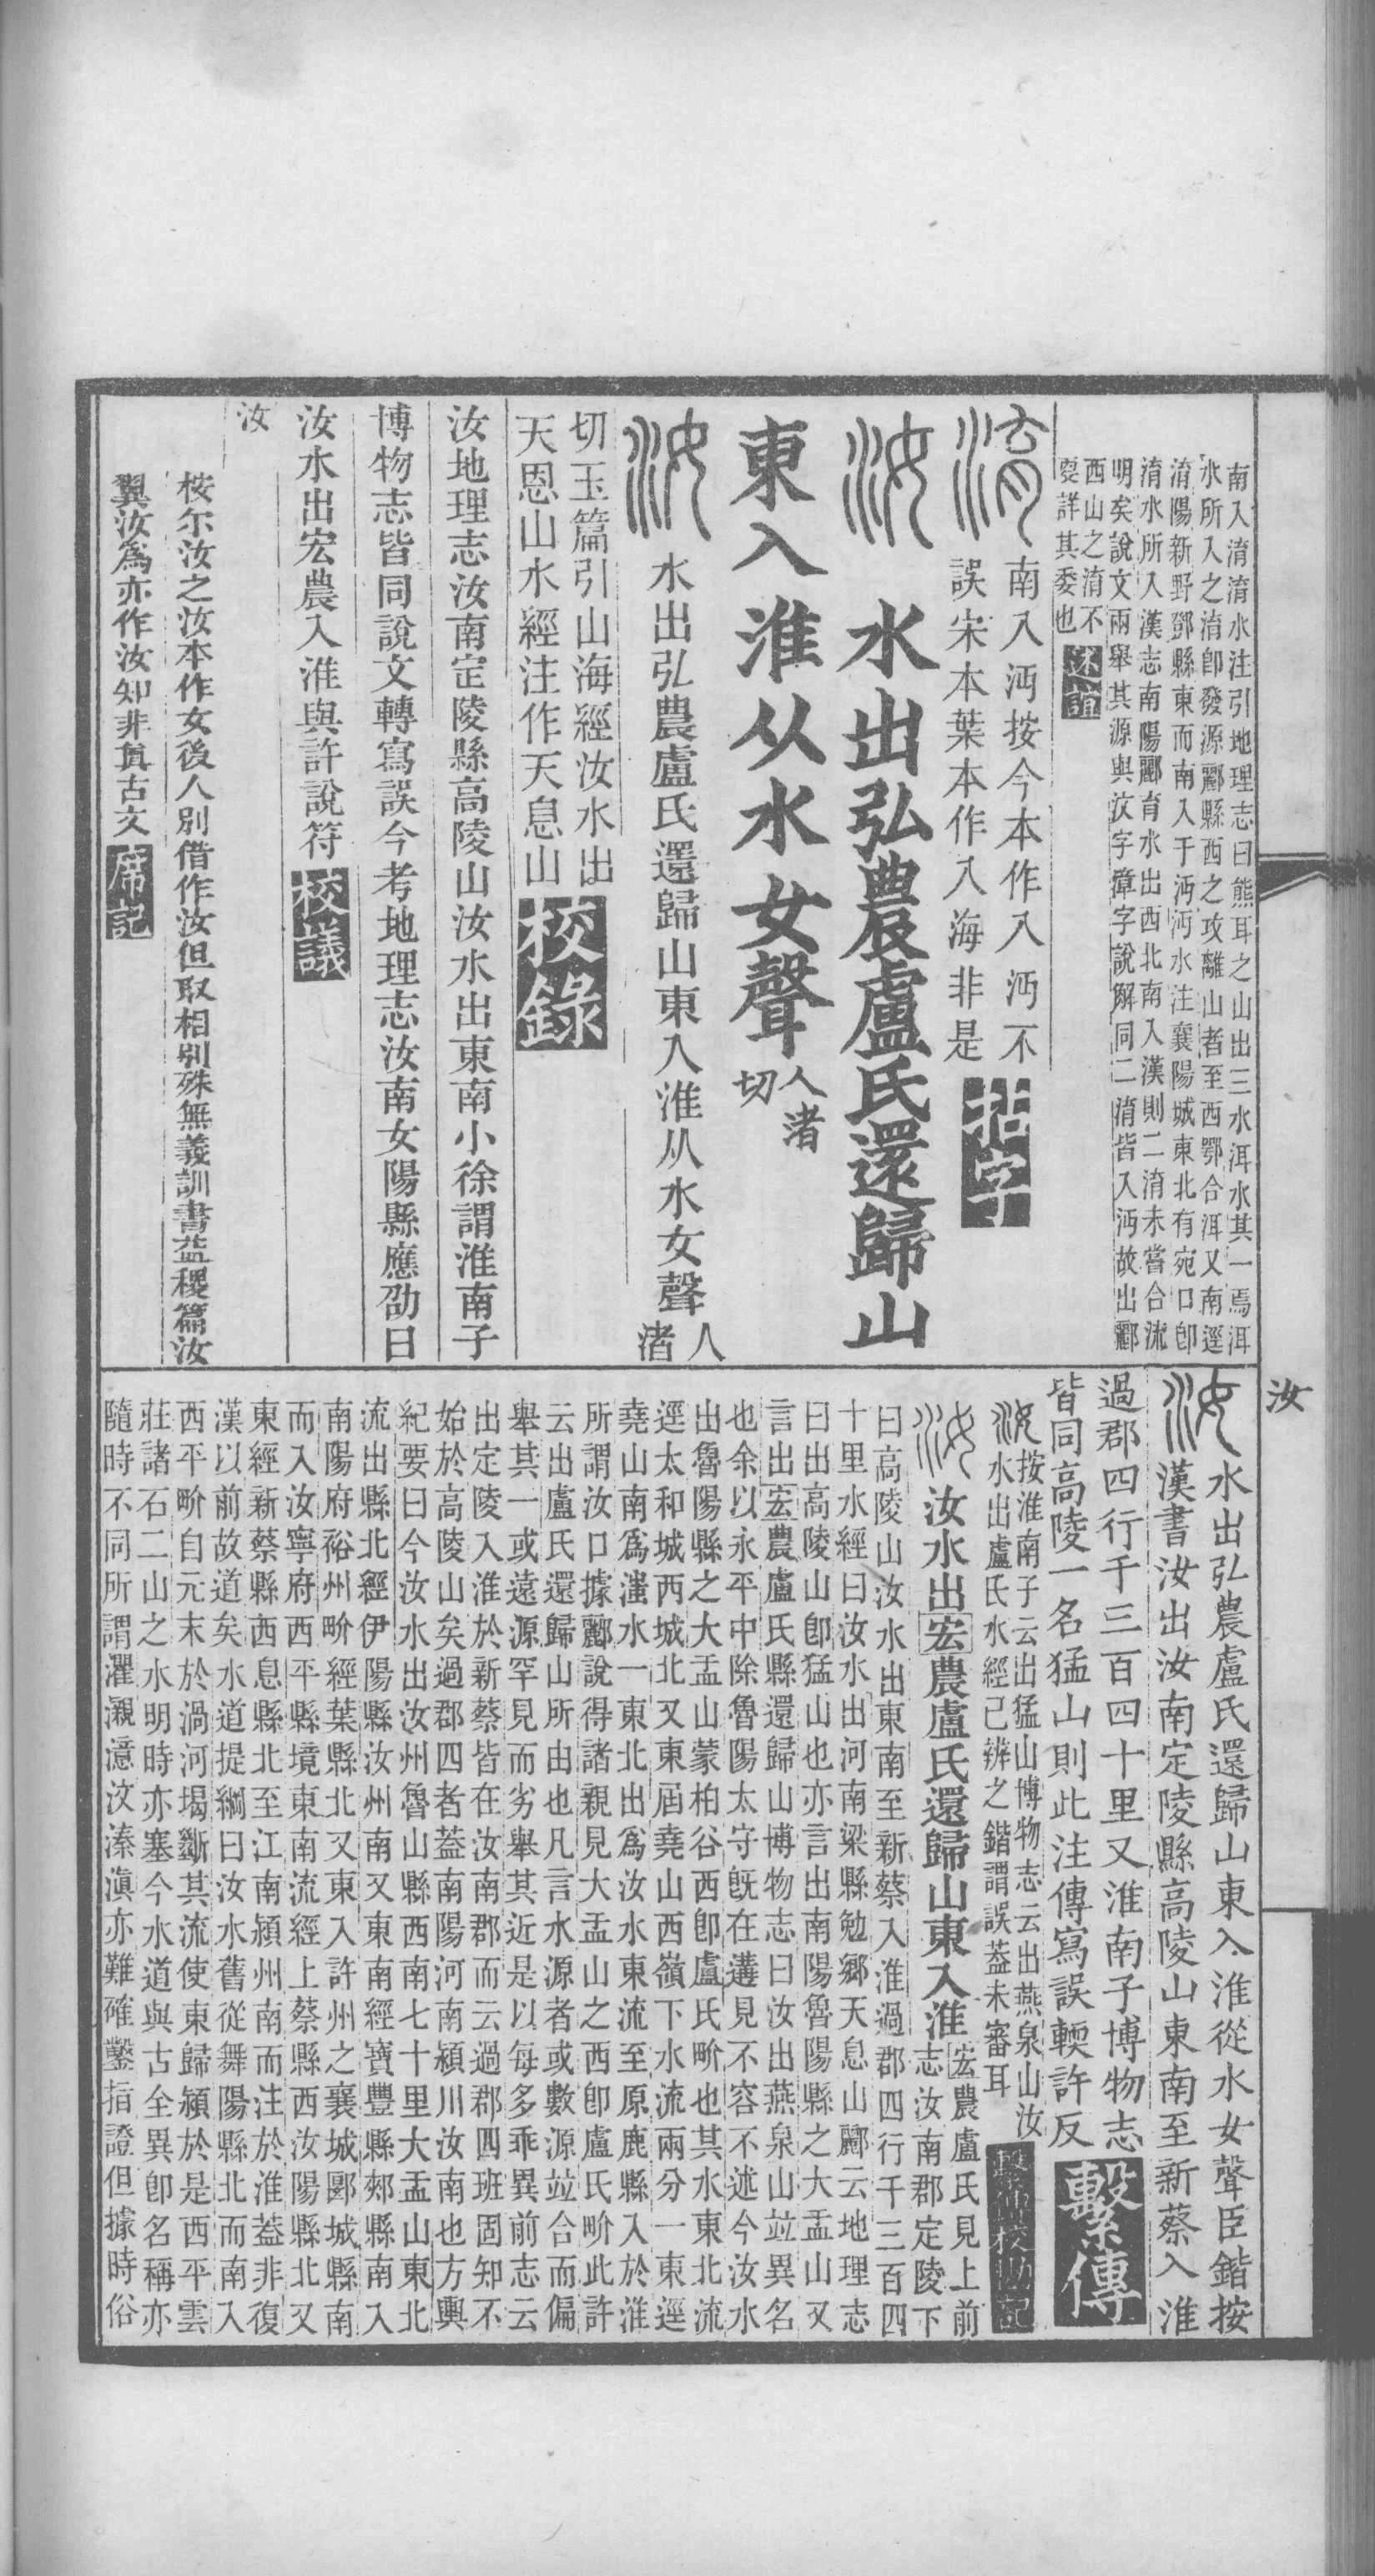 南入淯淯水注引地理志曰熊耳之山出三水洱水其一焉洱
水所入之淯卽發源酈縣西之攻離山者至西鄂合洱又南逕
淯陽新野鄧縣東而南入于沔沔水注襄陽城東北有宛口卽
淯水所入漢志南陽酈育水出西北南入漢則二淯未嘗合流
明矣說文兩舉其源與汶字漳字說解同二淯皆入沔故出酈
西山之淯不
耍詳其委也
述誼
淯
南入沔按今本作入沔不
誤宋本葉本作入海非是
拈字
汝 水出弘農盧氏還歸山
東入淮从水女聲
人渚
切
汝
水出弘農盧氏還歸山東入淮从水女聲
人
渚
切玉篇引山海經汝水出
天恩山水經注作天息山
校錄
汝地理志汝南定陵縣高陵山汝水出東南小徐謂淮南子
博物志皆同說文轉寫誤今考地理志汝南女陽縣應劭曰
汝水出宏農入淮與許說符
校議
汝
桉尒汝之汝本作女後人別借作汝但取相別殊無義訓書益稷篇汝
翼汝爲亦作汝知非眞古文
席記
汝
汝水出弘農盧氏還歸山東入淮從水女聲臣鍇按
漢書汝出汝南定陵縣高陵山東南至新蔡入淮
過郡四行千三百四十里又淮南子博物志
皆同高陵一名猛山則此注傳寫誤輭許反
繫傳
汝按淮南子云出猛山博物志云出燕泉山汝
水出盧氏水經已辨之鍇謂誤葢未審耳
繫傳校勘記
汝 汝水出宏農盧氏還歸山東入淮
宏農盧氏見上前
志汝南郡定陵下
曰高陵山汝水出東南至新蔡入淮過郡四行千三百四
十里水經曰汝水出河南梁縣勉鄉天息山酈云地理志
曰出高陵山卽猛山也亦言出南陽魯陽縣之大盂山又
言出宏農盧氏縣還歸山博物志曰汝出燕泉山竝異名
也余以永平中除魯陽太守旣在遘見不容不述今汝水
出魯陽縣之大盂山蒙柏谷西卽盧氏畍也其水東北流
逕太和城西城北又東屆堯山西嶺下水流兩分一東逕
堯山南爲滍水一東北出爲汝水東流至原鹿縣入於淮
所謂汝口據酈說得諸親見大盂山之西卽盧氏畍此許
云出盧氏還歸山所由也凡言水源者或數源竝合而偏
舉其一或遠源罕見而劣舉其近是以每多乖異前志云
出定陵入淮於新蔡皆在汝南郡而云過郡四班固知不
始於高陵山矣過郡四者葢南陽河南潁川汝南也方輿
紀要曰今汝水出汝州魯山縣西南七十里大盂山東北
流出縣北經伊陽縣汝州南又東南經寶豐縣郟縣南入
南陽府裕州畍經葉縣北又東入許州之襄城郾城縣南
而入汝寧府西平縣境東南流經上蔡縣西汝陽縣北又
東經新蔡縣西息縣北至江南潁州南而注於淮葢非復
漢以前故道矣水道提綱曰汝水舊從舞陽縣北而南入
西平畍自元末於渦河堨斷其流使東歸潁於是西平雲
莊諸石二山之水明時亦塞今水道與古全異卽名稱亦
隨時不同所謂灈灈澺汶溱滇亦難確鑿指證但據時俗